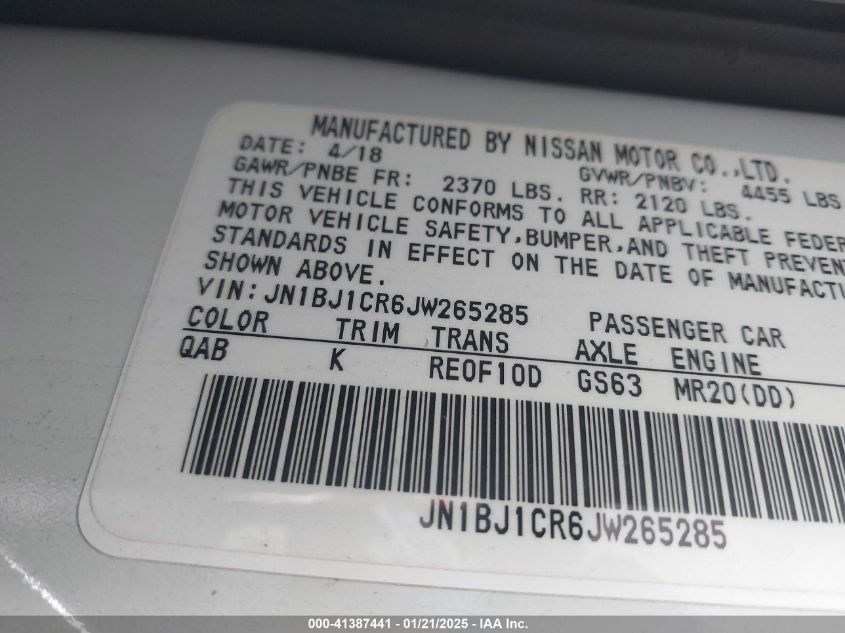 MANUFACTURED BY NISSAN MOTOR CO.,LTD.
DATE: 4/18 GVWR/PNBV: 4455 LBS
GAWR/PNBE FR: 2370 LBS. RR: 2120 LBS.
THIS VEHICLE CONFORMS TO ALL APPLICABLE FEDER
MOTOR VEHICLE SAFETY,BUMPER,AND THEFT PREVEN
STANDARDS IN EFFECT ON THE DATE OF MANUFACTU
SHOWN ABOVE.
VIN:JN1BJ1CR6JW265285 PASSENGER CAR
COLOR TRIM TRANS AXLE ENGINE
QAB K RE0F10D GS63 MR20(DD)
JN1BJ1CR6JW265285
000-41387441 - 01/21/2025 - © IAA Inc.